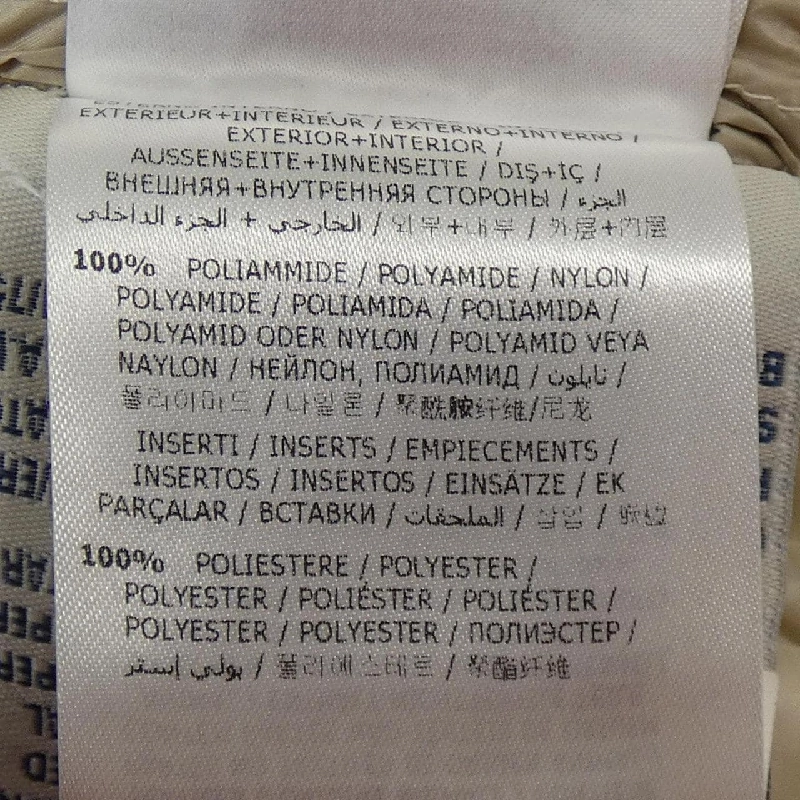 EXTERIEUR+INTERIEUR / EXTERNO+INTERNO /
EXTERIOR+INTERIOR /
AUSSENSEITE+INNENSEITE / DIŞ+İÇ /
ВНЕШНЯЯ+ВНУТРЕННЯЯ СТОРОНЫ / الجزء
الخارجي + الجزء الداخلي / 외부+내부 / 外层+内层
100% POLIAMMIDE / POLYAMIDE / NYLON /
POLYAMIDE / POLIAMIDA / POLIAMIDA /
POLYAMID ODER NYLON / POLYAMID VEYA
NAYLON / НЕЙЛОН, ПОЛИАМИД / نايلون /
폴리아마드 / 나일론 / 聚酰胺纤维/尼龙
INSERTI / INSERTS / EMPIECEMENTS /
INSERTOS / INSERTOS / EINSÄTZE / EK
PARÇALAR / ВСТАВКИ / الملحقات / 삽입 /
100% POLIESTERE / POLYESTER /
POLYESTER / POLIÉSTER / POLIÉSTER /
POLYESTER / POLYESTER / ПОЛИЭСТЕР /
بولي إستر / 폴리에스테르 / 聚酯纤维